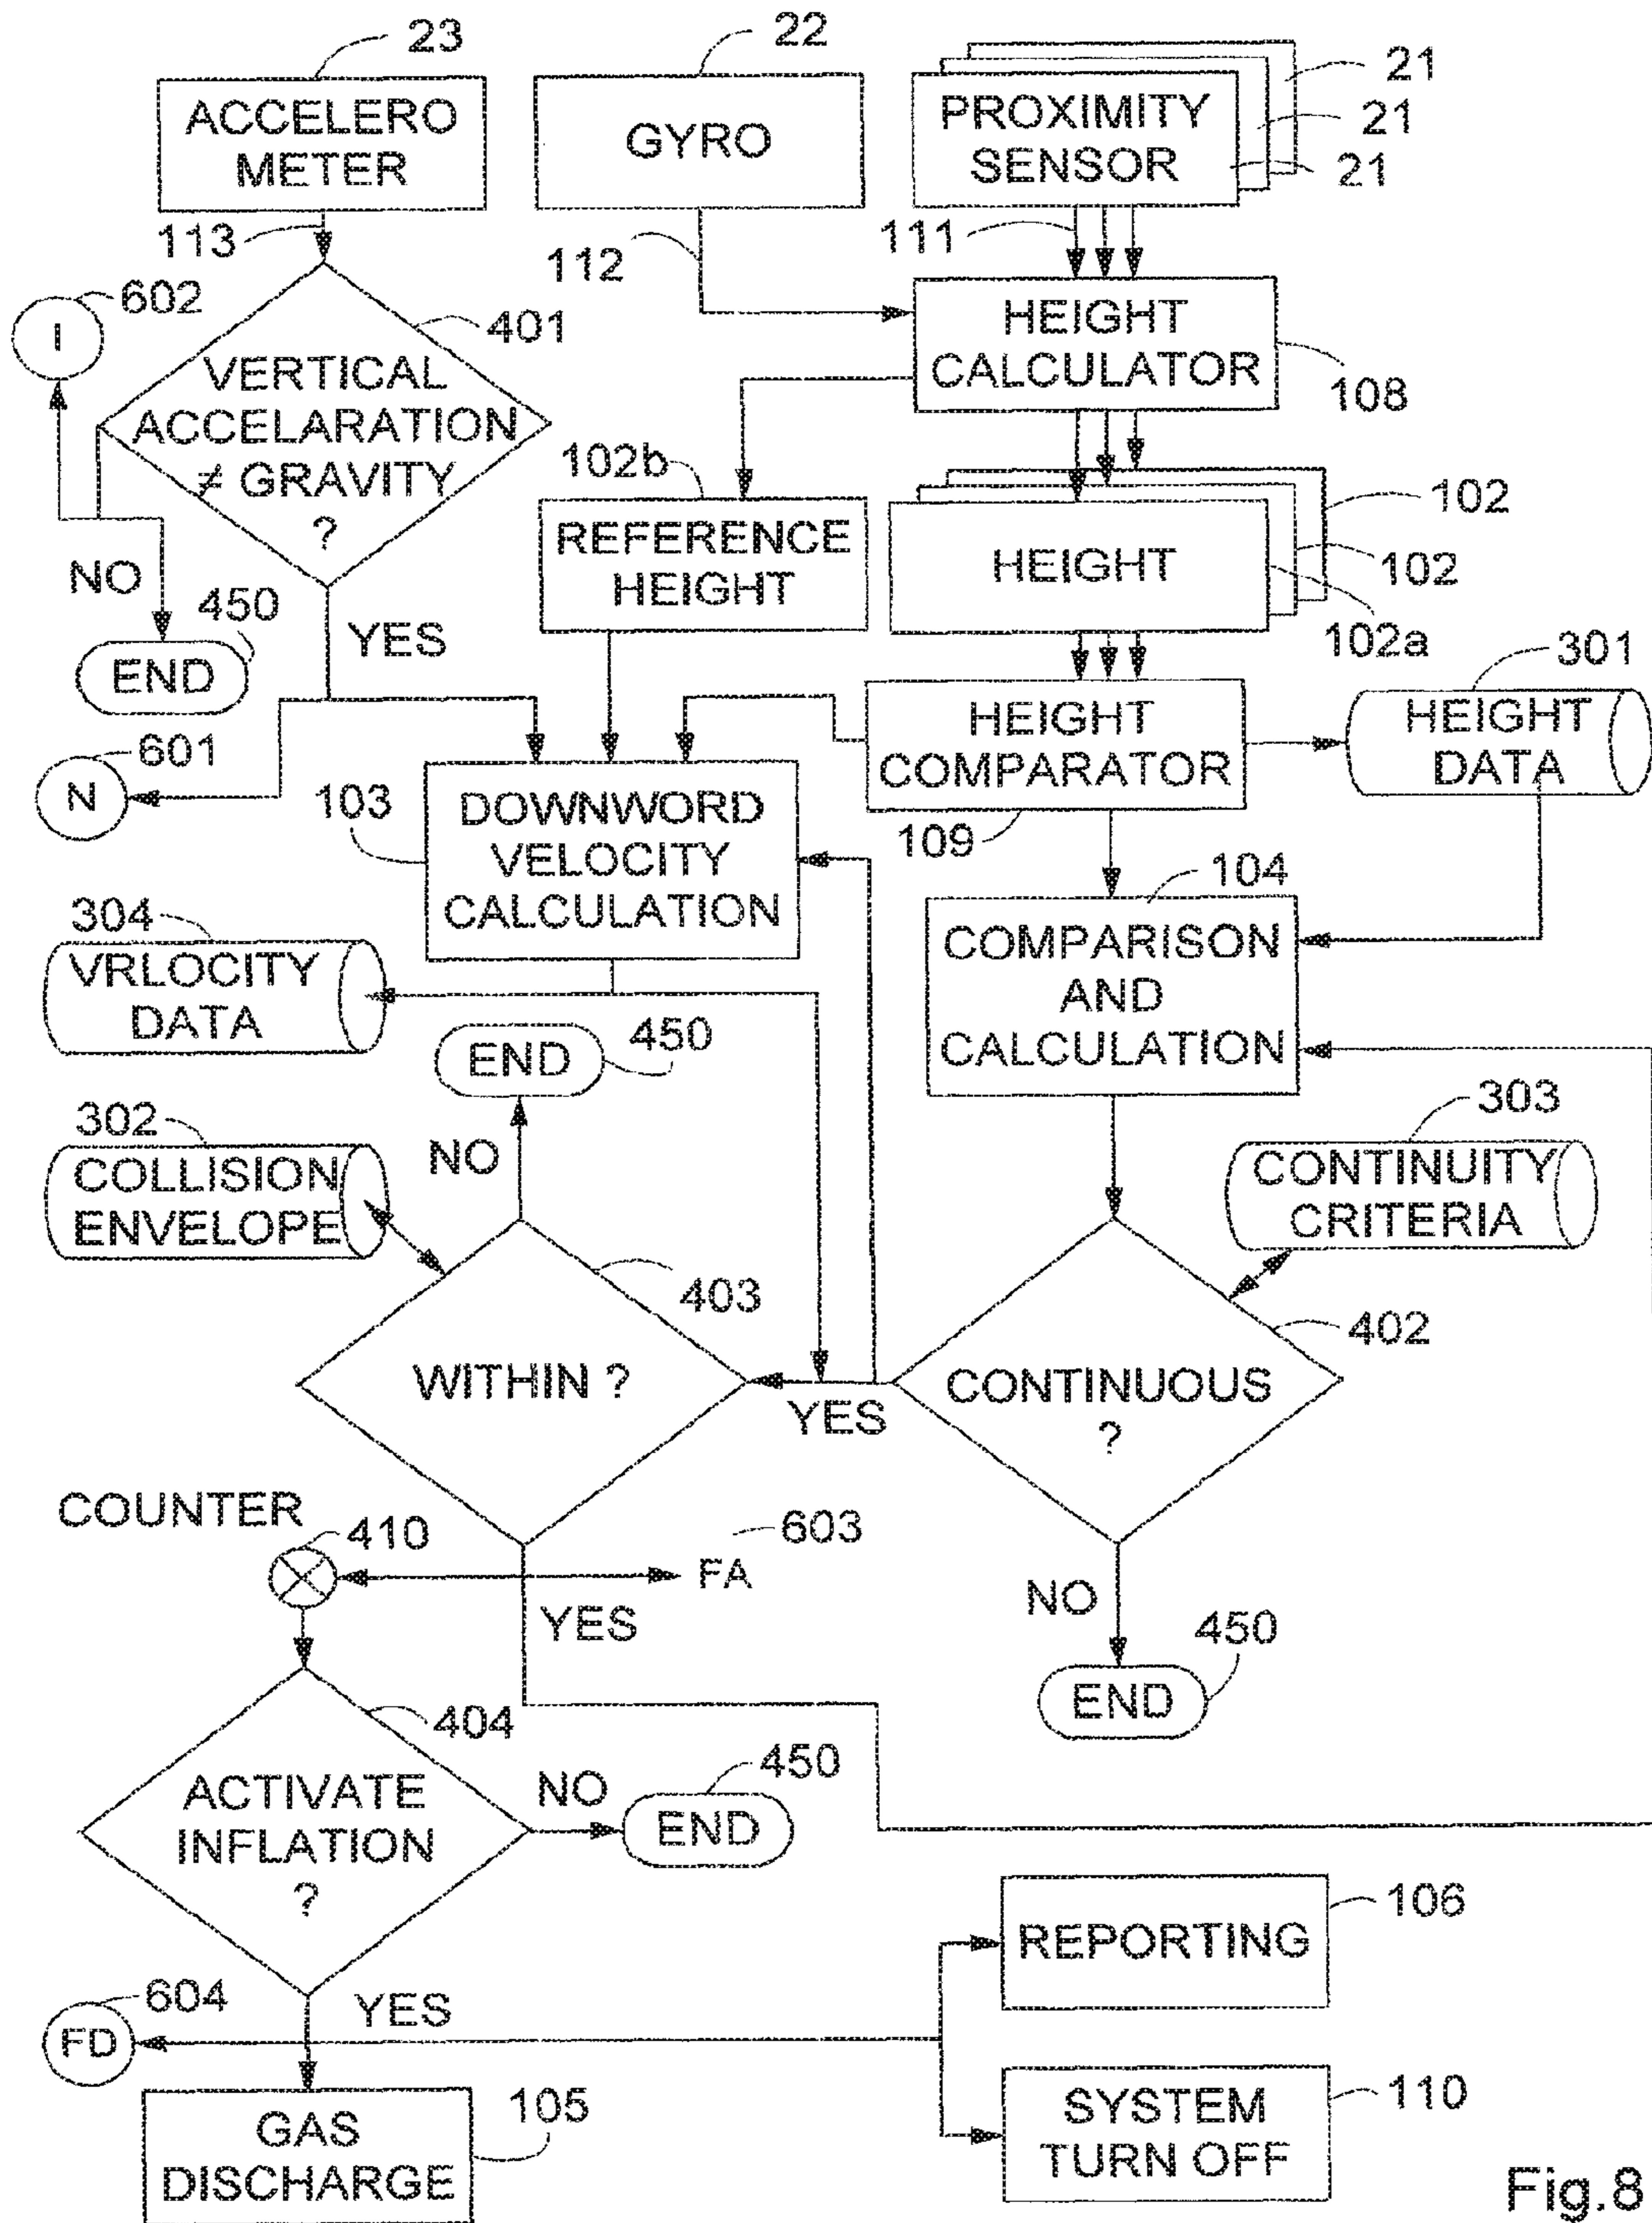 23
22
21
21
21
ACCELERO
METER
GYRO
PROXIMITY
SENSOR
113
112
111
602
I
401
VERTICAL
ACCELARATION
≠ GRAVITY
?
HEIGHT
CALCULATOR
108
102b
REFERENCE
HEIGHT
HEIGHT
102
102
102a
NO
450
END
YES
301
HEIGHT
DATA
HEIGHT
COMPARATOR
109
601
N
103
DOWNWORD
VELOCITY
CALCULATION
104
COMPARISON
AND
CALCULATION
304
VRLOCITY
DATA
450
END
302
COLLISION
ENVELOPE
NO
303
CONTINUITY
CRITERIA
403
WITHIN ?
402
CONTINUOUS
?
YES
COUNTER
410
603
FA
YES
NO
450
END
404
ACTIVATE
INFLATION
?
NO
450
END
106
REPORTING
604
FD
YES
105
GAS
DISCHARGE
110
SYSTEM
TURN OFF
Fig.8